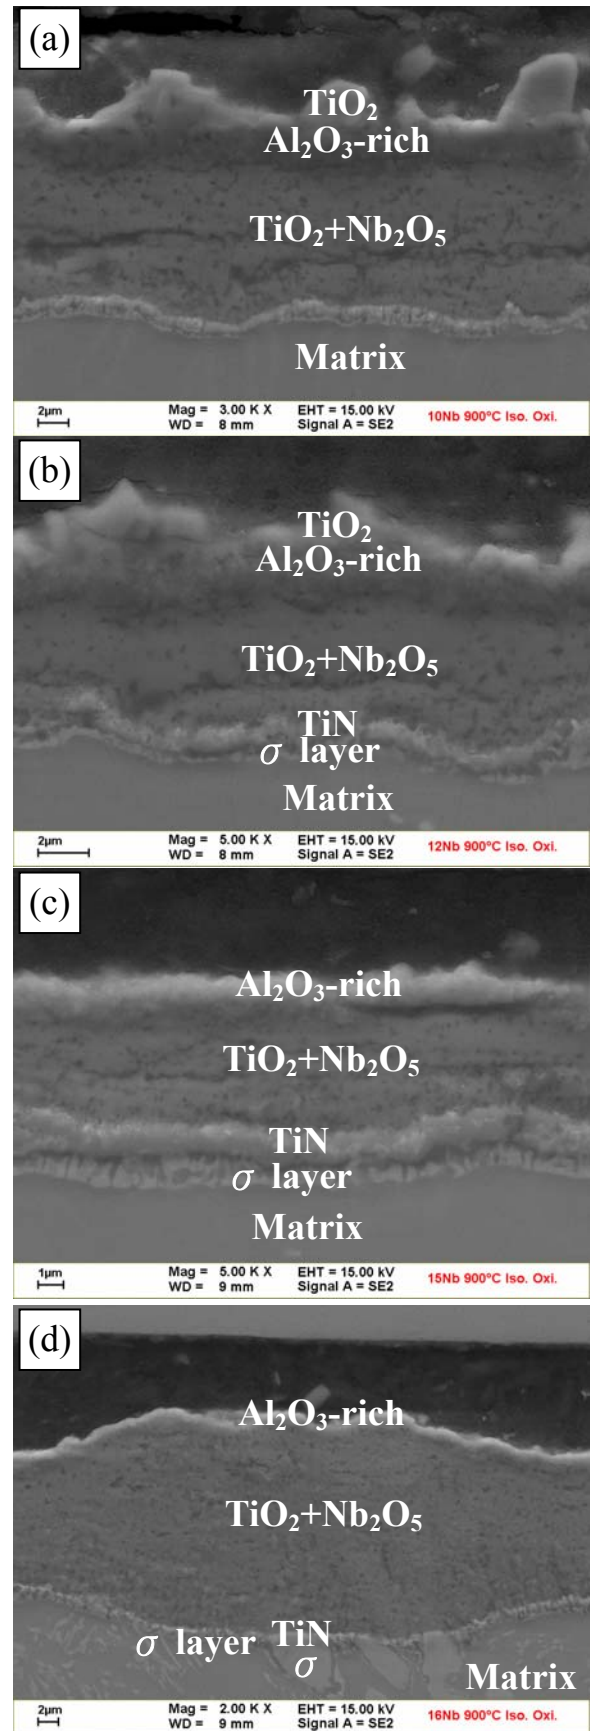 (a)
TiO₂
Al₂O₃-rich
TiO₂+Nb₂O₅
Matrix
2µm Mag = 3.00 K X EHT = 15.00 kV 10Nb 900°C Iso. Oxi.
WD = 8 mm Signal A = SE2
(b)
TiO₂
Al₂O₃-rich
TiO₂+Nb₂O₅
TiN
σ layer
Matrix
2µm Mag = 5.00 K X EHT = 15.00 kV 12Nb 900°C Iso. Oxi.
WD = 8 mm Signal A = SE2
(c)
Al₂O₃-rich
TiO₂+Nb₂O₅
TiN
σ layer
Matrix
1µm Mag = 5.00 K X EHT = 15.00 kV 15Nb 900°C Iso. Oxi.
WD = 9 mm Signal A = SE2
(d)
Al₂O₃-rich
TiO₂+Nb₂O₅
σ layer TiN
σ
Matrix
2µm Mag = 2.00 K X EHT = 15.00 kV 16Nb 900°C Iso. Oxi.
WD = 9 mm Signal A = SE2